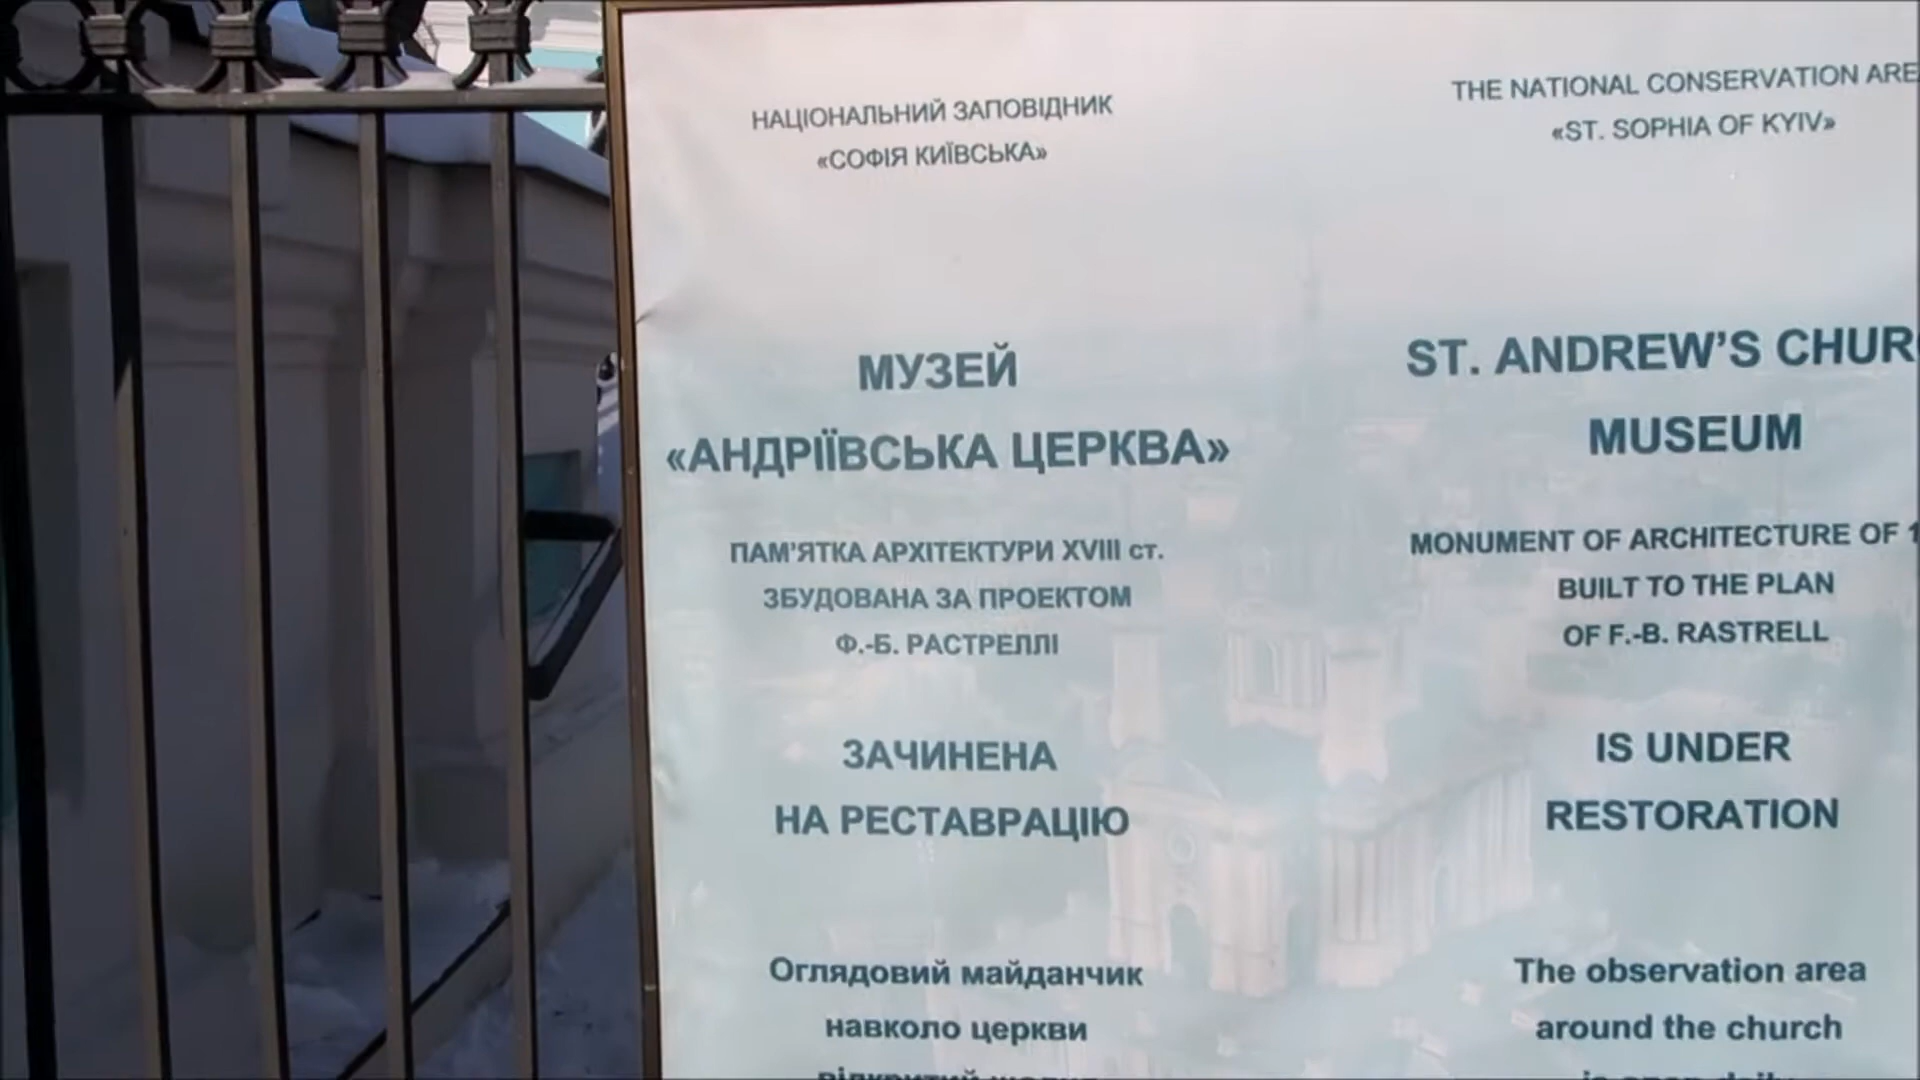 НАЦІОНАЛЬНИЙ ЗАПОВІДНИК
«СОФІЯ КИЇВСЬКА»
МУЗЕЙ
«АНДРІЇВСЬКА ЦЕРКВА»
ПАМ'ЯТКА АРХІТЕКТУРИ XVIII ст.
ЗБУДОВАНА ЗА ПРОЕКТОМ
Ф.-Б. РАСТРЕЛЛІ
ЗАЧИНЕНА
НА РЕСТАВРАЦІЮ
Оглядовий майданчик
навколо церкви
THE NATIONAL CONSERVATION ARE
«ST. SOPHIA OF KYIV»
ST. ANDREW'S CHUR
MUSEUM
MONUMENT OF ARCHITECTURE OF 1
BUILT TO THE PLAN
OF F.-B. RASTRELL
IS UNDER
RESTORATION
The observation area
around the church